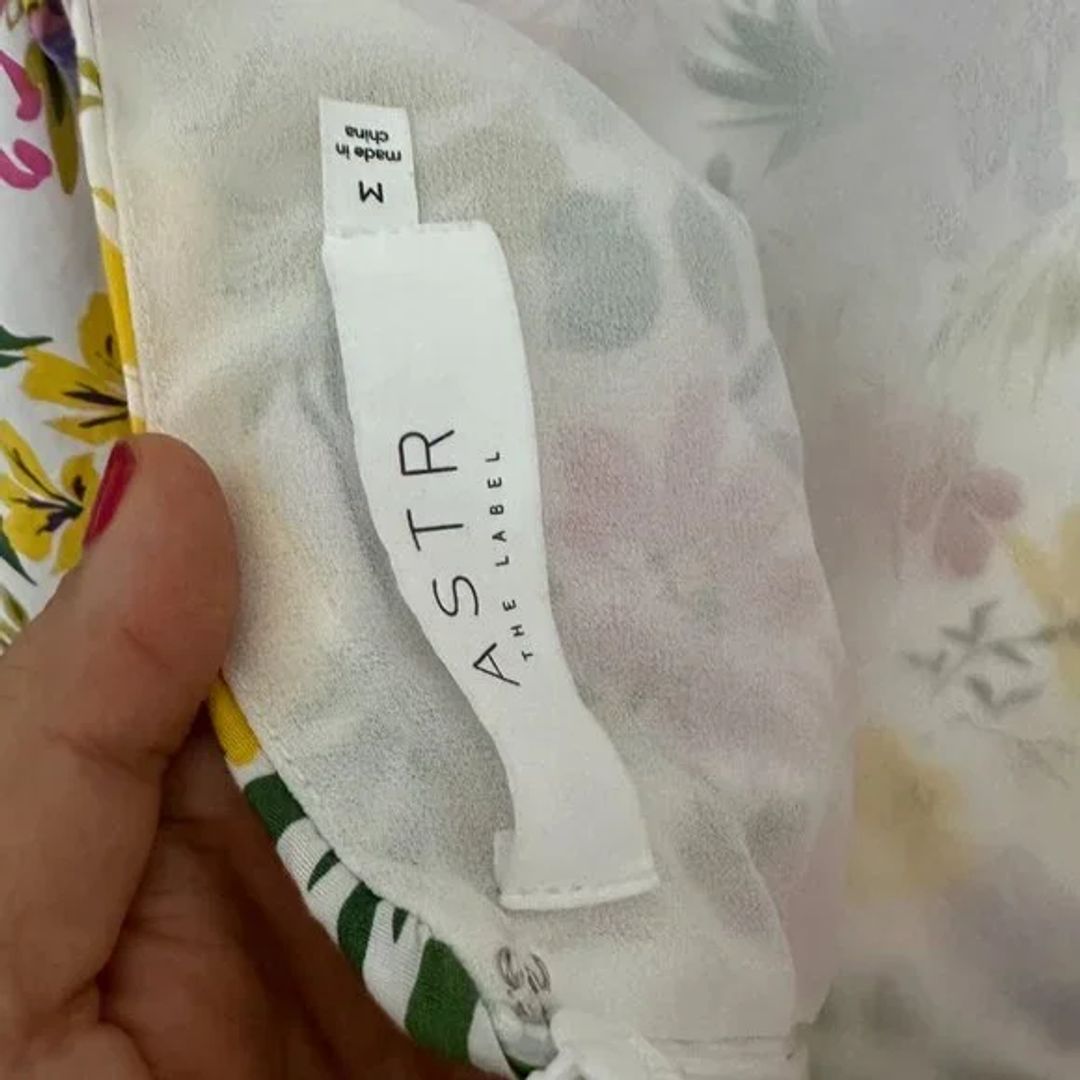 ASTR
THE LABEL
M
made in
china